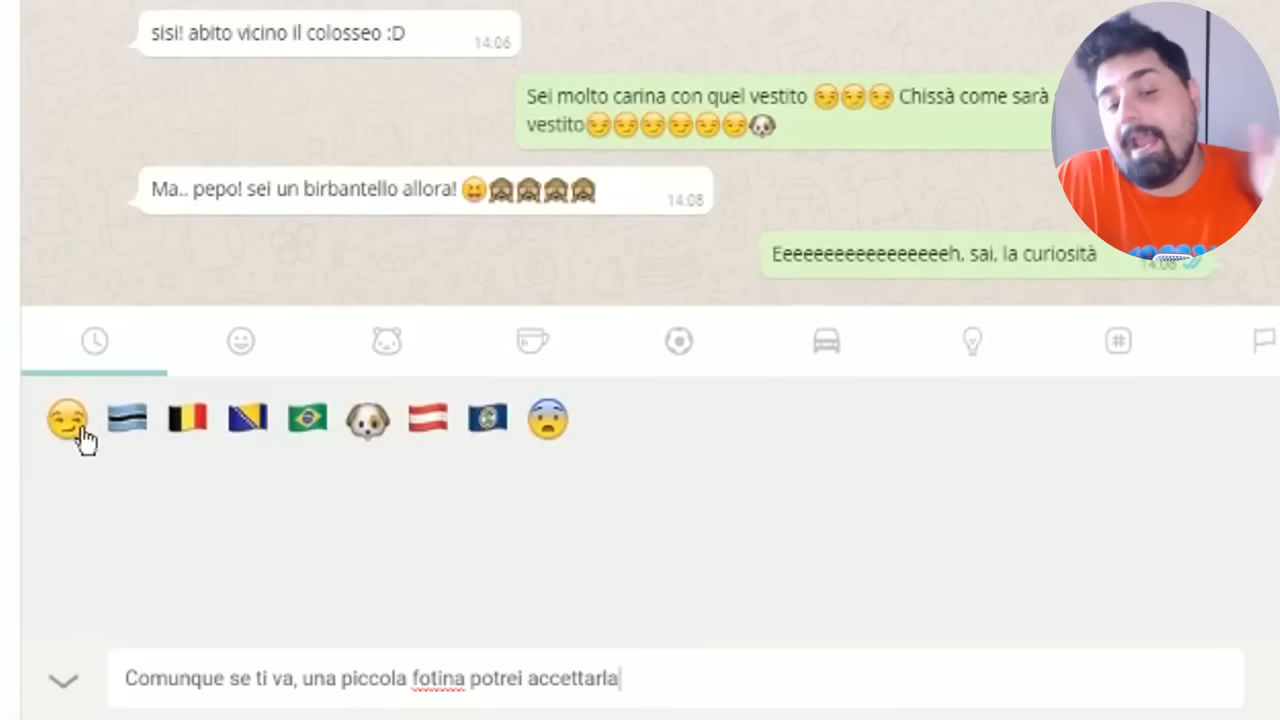 sisi! abito vicino il colosseo :D
14:06
Sei molto carina con quel vestito 😏😏😏 Chissà come sarà
vestito😏😏😏😏😏😏🐶
Ma.. pepo! sei un birbantello allora! 😝🙈🙈🙈🙈
14:08
Eeeeeeeeeeeeeeeeh, sai, la curiosità
14:08
Comunque se ti va, una piccola fotina potrei accettarla